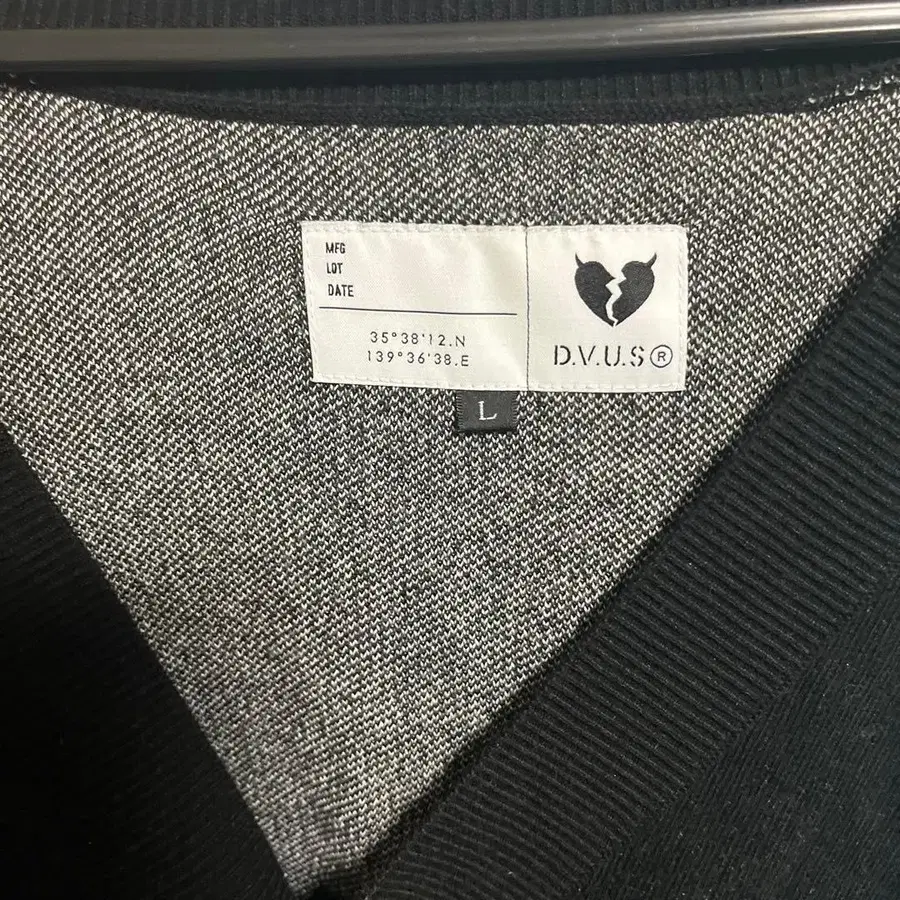 MFG
LOT
DATE
35°38'12.N
139°36'38.E
D.V.U.S®
L